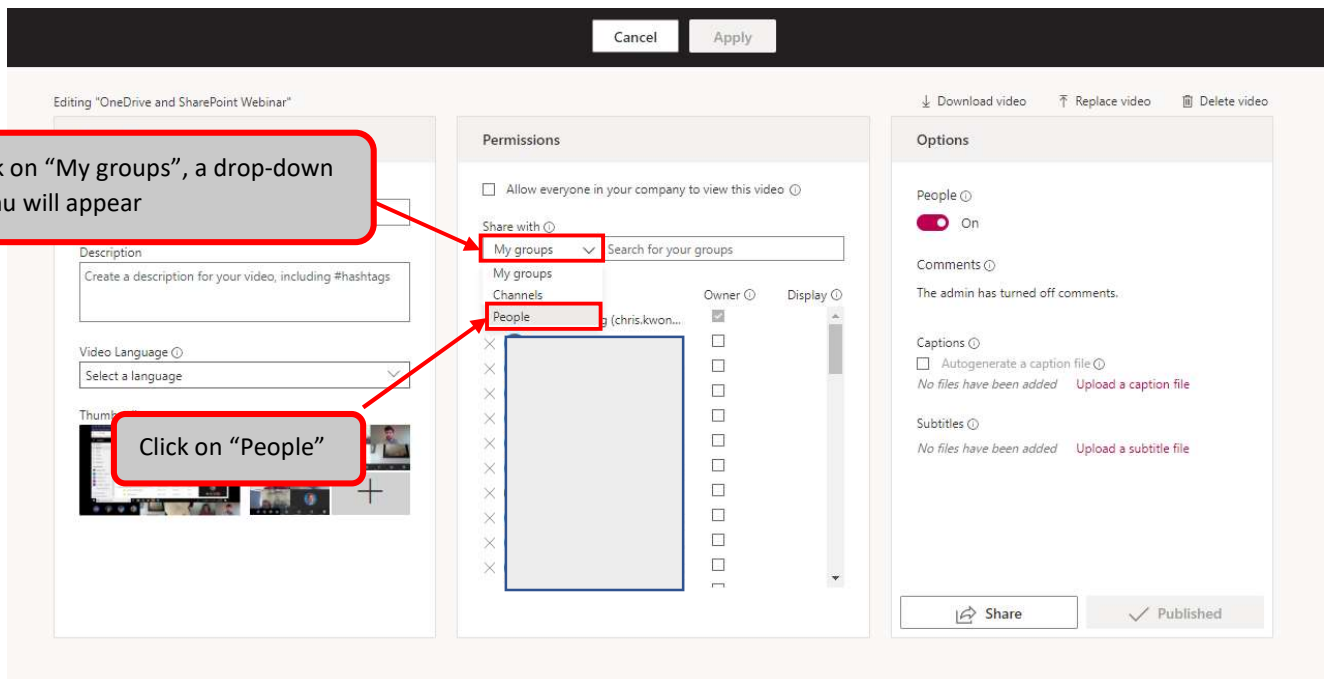 Cancel Apply
Editing "OneDrive and SharePoint Webinar"
Download video Replace video Delete video
on “My groups”, a drop-down
will appear
Description
Create a description for your video, including #hashtags
Video Language
Select a language
Click on “People”
Permissions
Allow everyone in your company to view this video
Share with
My groups Search for your groups
My groups
Channels
People
Owner Display
(chris.kwon...
Options
People
On
Comments
The admin has turned off comments.
Captions
Autogenerate a caption file
No files have been added Upload a caption file
Subtitles
No files have been added Upload a subtitle file
Share Published